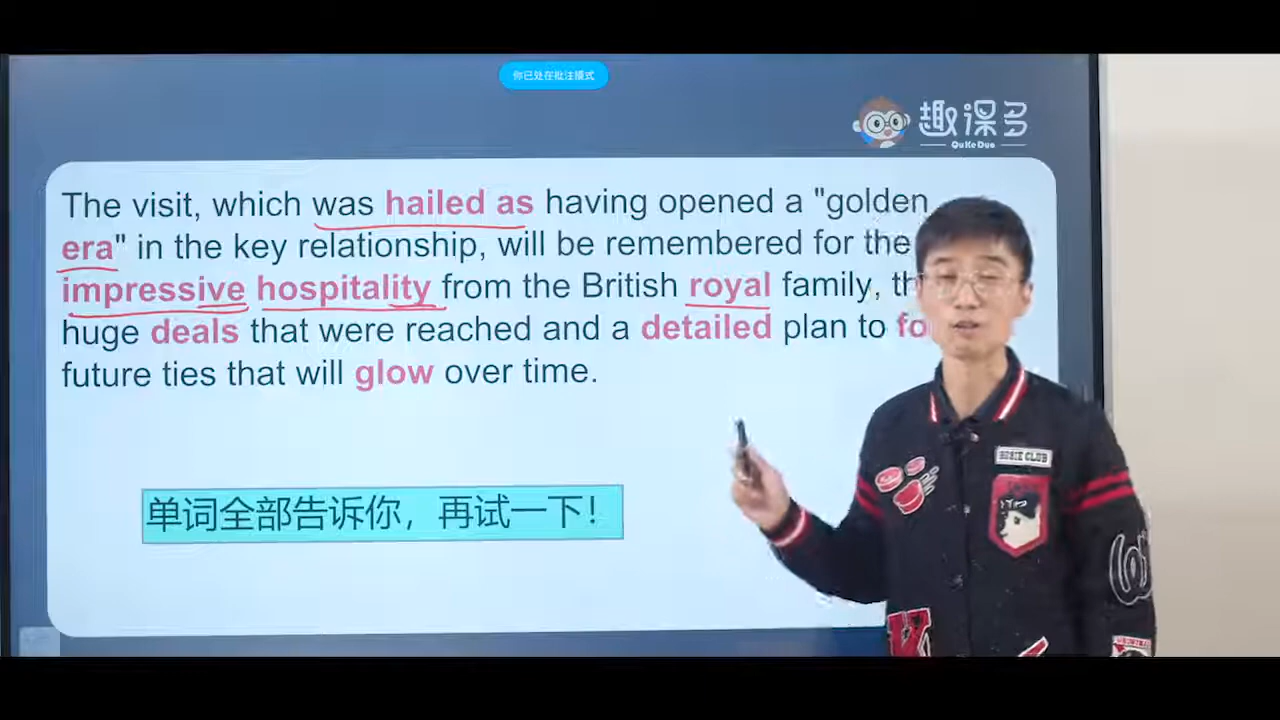 你已处在批注模式
趣课多
QuKeDuo
The visit, which was hailed as having opened a "golden
era" in the key relationship, will be remembered for the
impressive hospitality from the British royal family,
huge deals that were reached and a detailed plan to
future ties that will glow over time.
单词全部告诉你，再试一下！
ROSIE CLUB
K